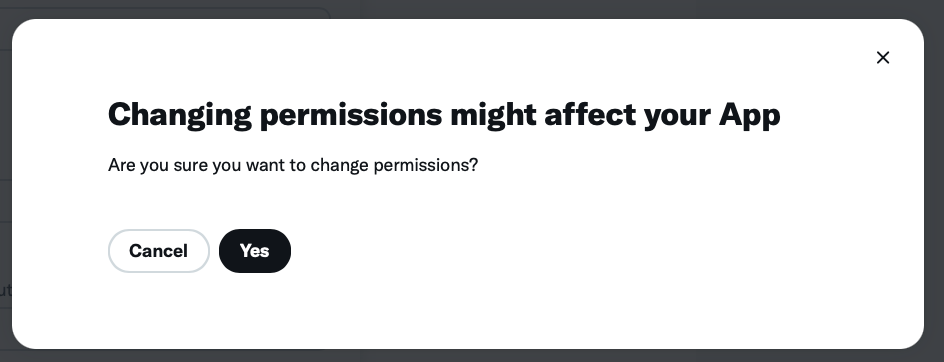 Changing permissions might affect your App
Are you sure you want to change permissions?
Cancel
Yes